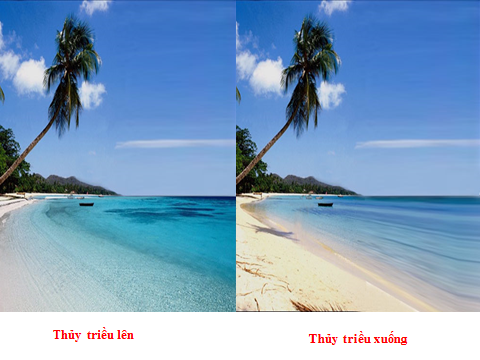 Thủy triều lên
Thủy triều xuống